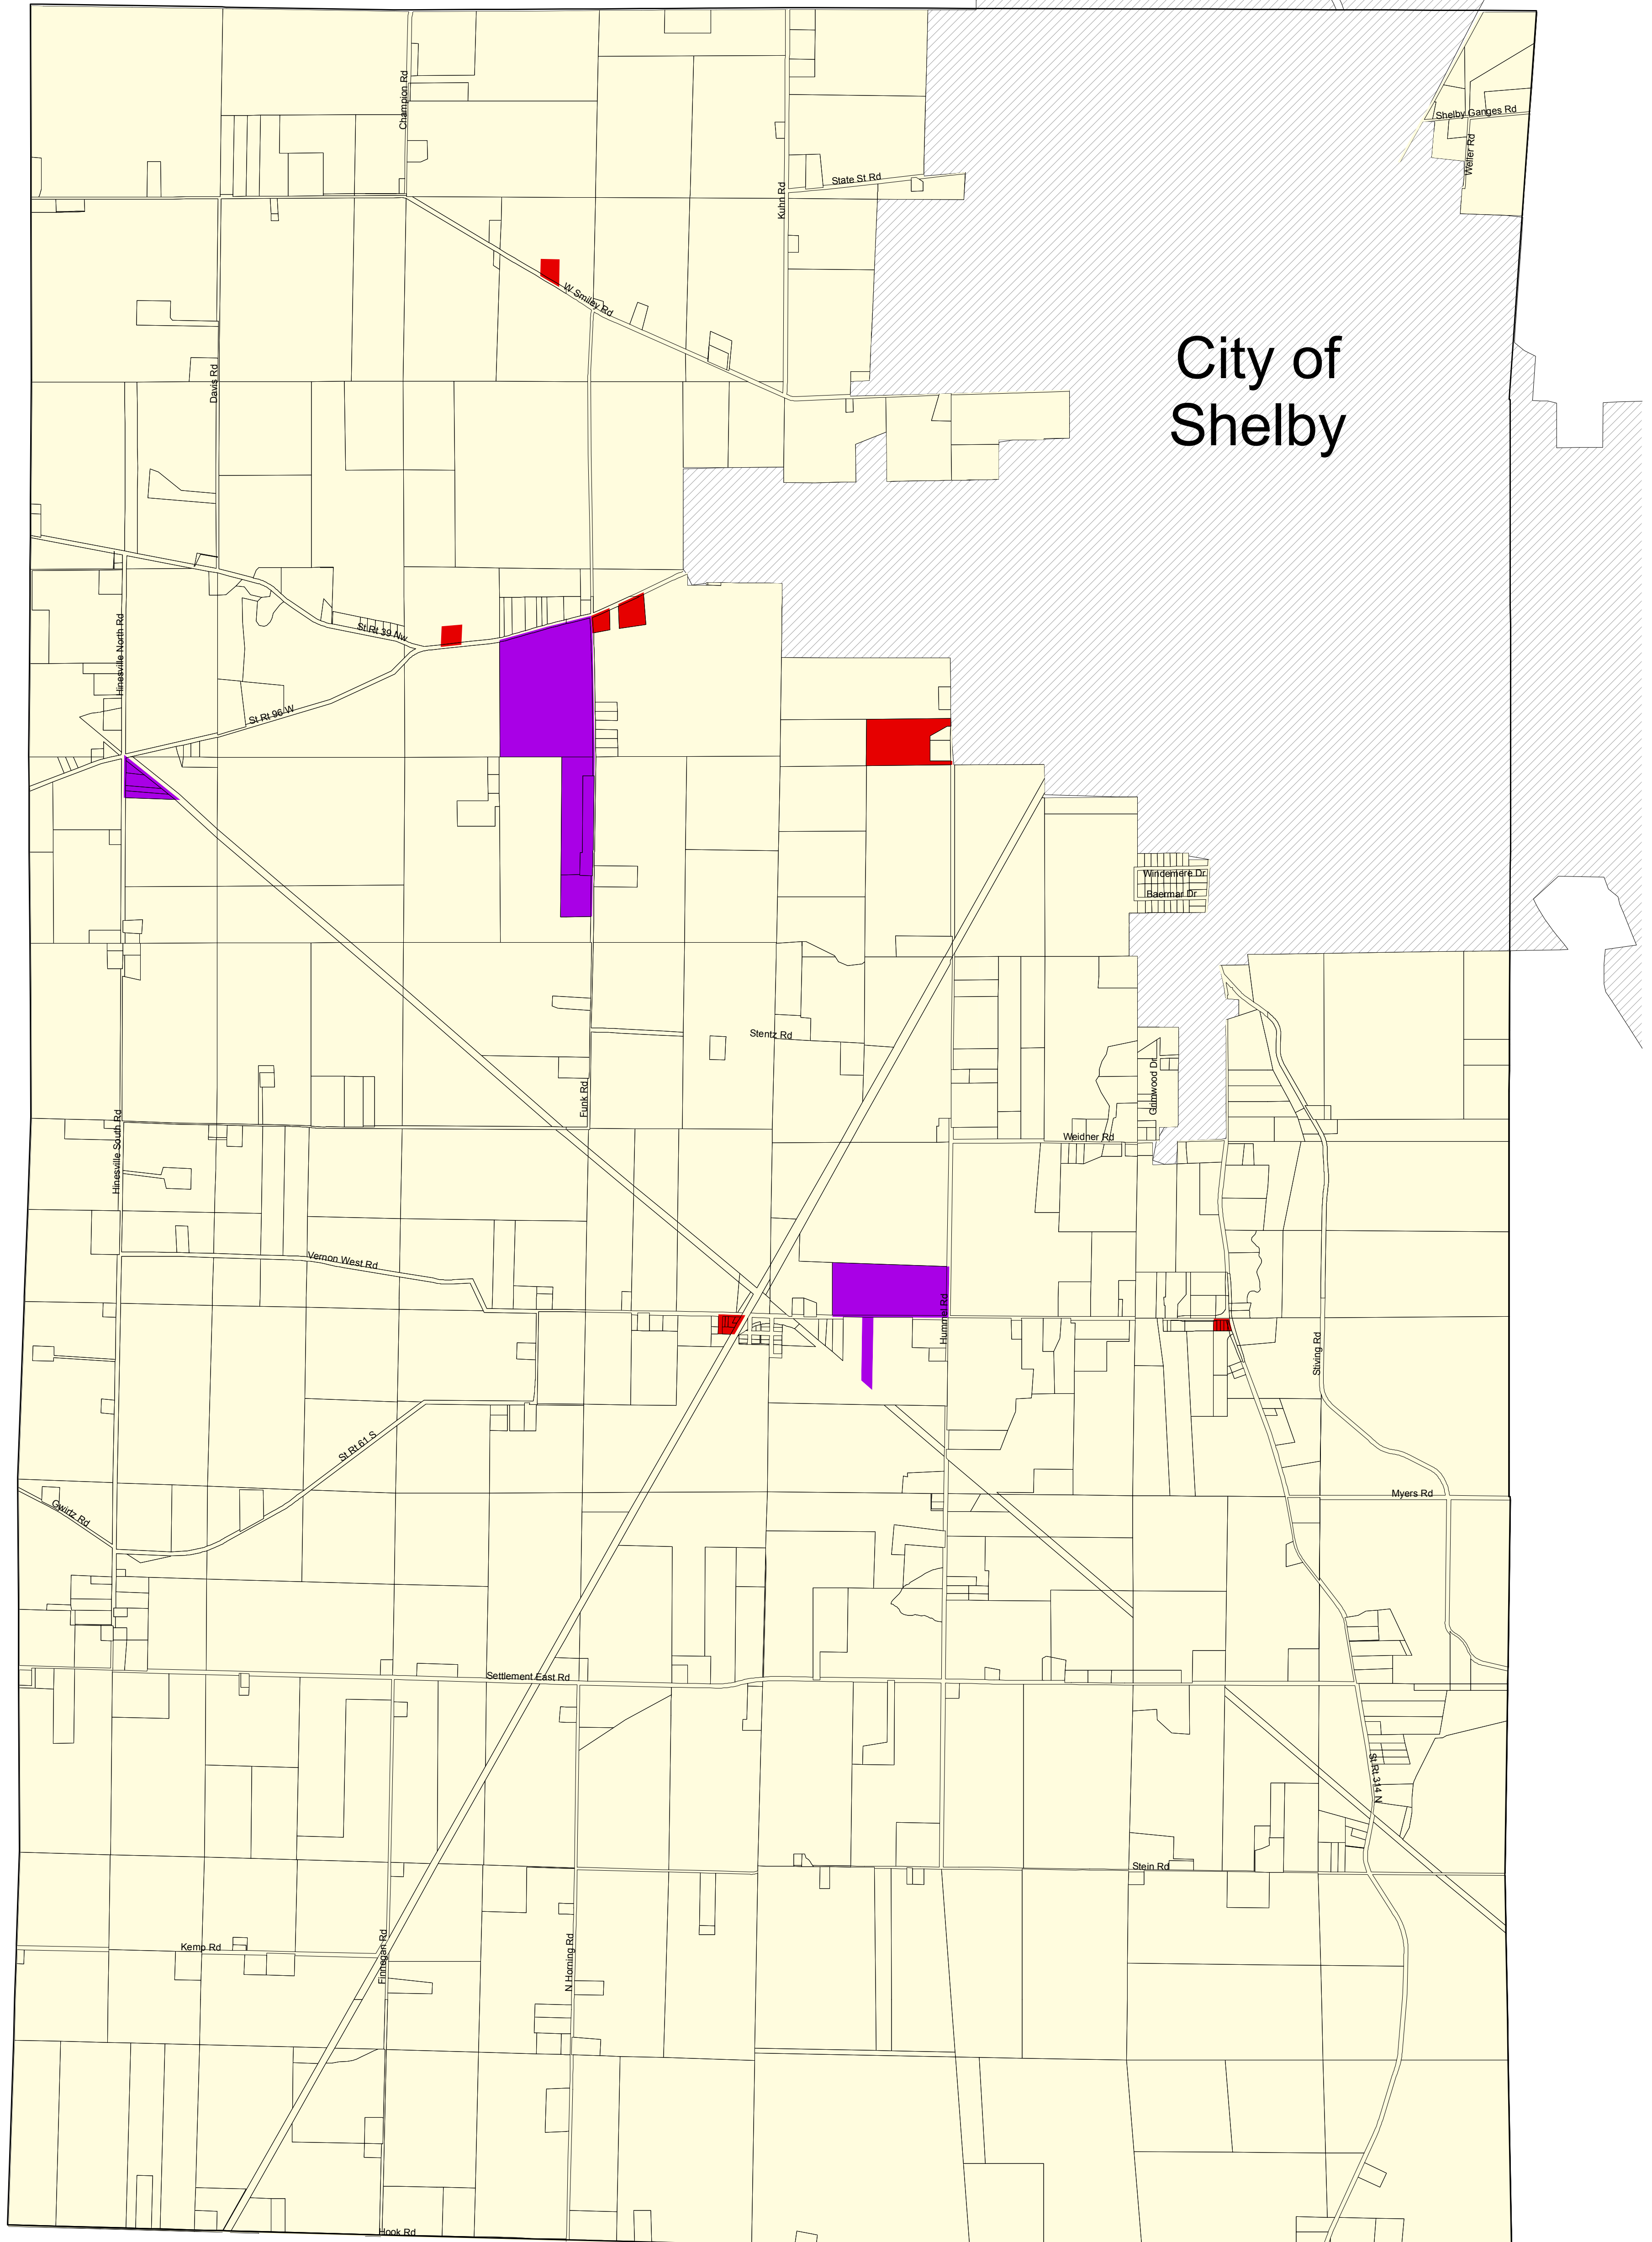 Champion Rd
Shelby Ganges Rd
Weller Rd
State St Rd
Kuhn Rd
W Smiley Rd
City of
Shelby
Davis Rd
St Rt 39 Nw
Hinesville North Rd
St Rt 96 W
Windemere Dr
Baermar Dr
Stentz Rd
Funk Rd
Grimwood Dr
Weidner Rd
Hinesville South Rd
Vernon West Rd
Hummel Rd
Stiving Rd
St Rt 61 S
Myers Rd
Gwirtz Rd
Settlement East Rd
St Rt 314 N
Stein Rd
Kemp Rd
Finnegan Rd
N Horning Rd
Hook Rd